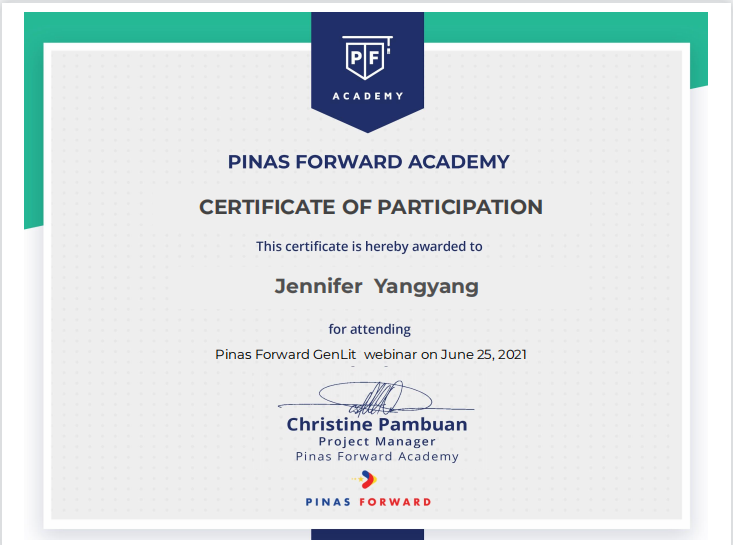 PF
ACADEMY
PINAS FORWARD ACADEMY
CERTIFICATE OF PARTICIPATION
This certificate is hereby awarded to
Jennifer Yangyang
for attending
Pinas Forward GenLit webinar on June 25, 2021
Christine Pambuan
Project Manager
Pinas Forward Academy
PINAS FORWARD